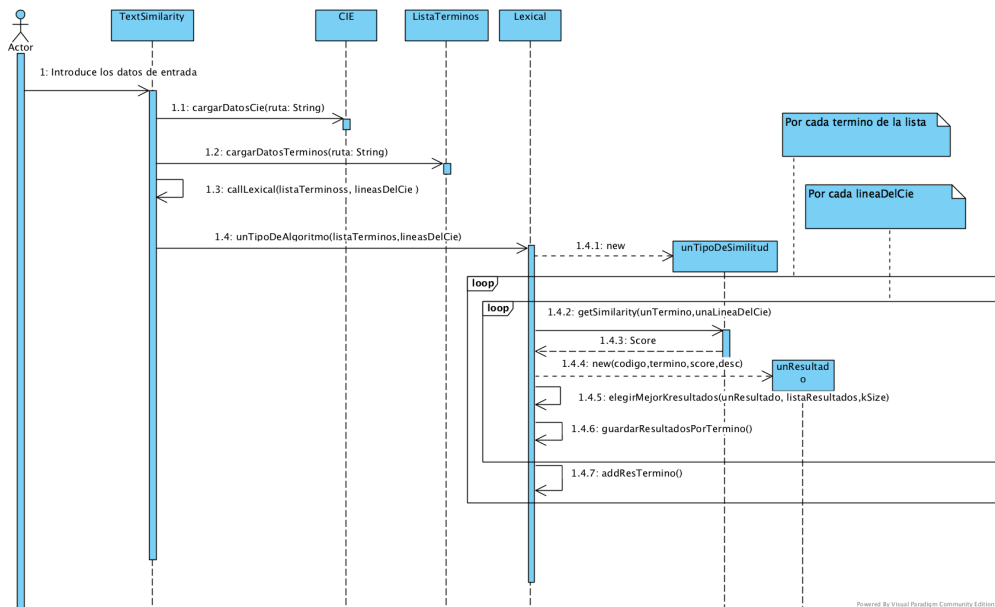 TextSimilarity
CIE
ListaTerminos
Lexical
Actor
1: Introduce los datos de entrada
1.1: cargarDatosCie(ruta: String)
Por cada termino de la lista
1.2: cargarDatosTerminos(ruta: String)
1.3: callLexical(listaTerminoss, lineasDelCie )
Por cada lineaDelCie
1.4: unTipoDeAlgoritmo(listaTerminos,lineasDelCie)
1.4.1: new
unTipoDeSimilitud
loop
loop
1.4.2: getSimilarity(unTermino,unaLineaDelCie)
1.4.3: Score
1.4.4: new(codigo,termino,score,desc)
unResultad
o
1.4.5: elegirMejorKresultados(unResultado, listaResultados,kSize)
1.4.6: guardarResultadosPorTermino()
1.4.7: addResTermino()
Powered By Visual Paradigm Community Edition